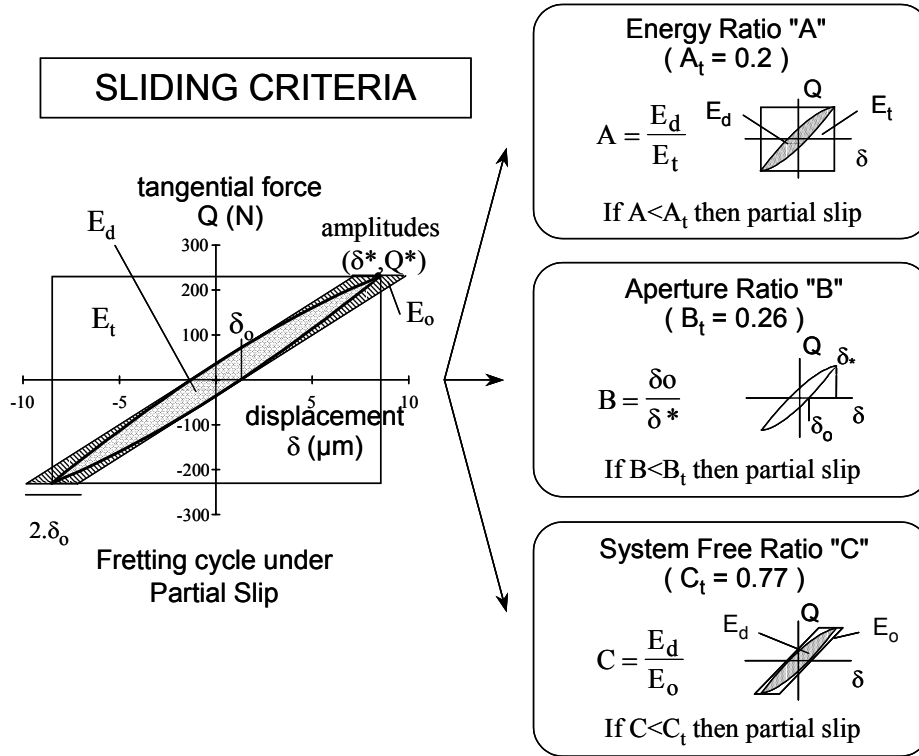 SLIDING CRITERIA
tangential force
Q (N)
E_d
amplitudes
(δ*,Q*)
300
200
100
-100
-200
-300
E_t
δ_o
E_o
-10
-5
5
10
displacement
δ (µm)
2.δ_o
Fretting cycle under
Partial Slip
Energy Ratio "A"
( A_t = 0.2 )
A = E_d / E_t
Q
E_d
E_t
δ
If A<A_t then partial slip
Aperture Ratio "B"
( B_t = 0.26 )
B = δo / δ *
Q
δ*
δ_o
δ
If B<B_t then partial slip
System Free Ratio "C"
( C_t = 0.77 )
C = E_d / E_o
Q
E_d
E_o
δ
If C<C_t then partial slip